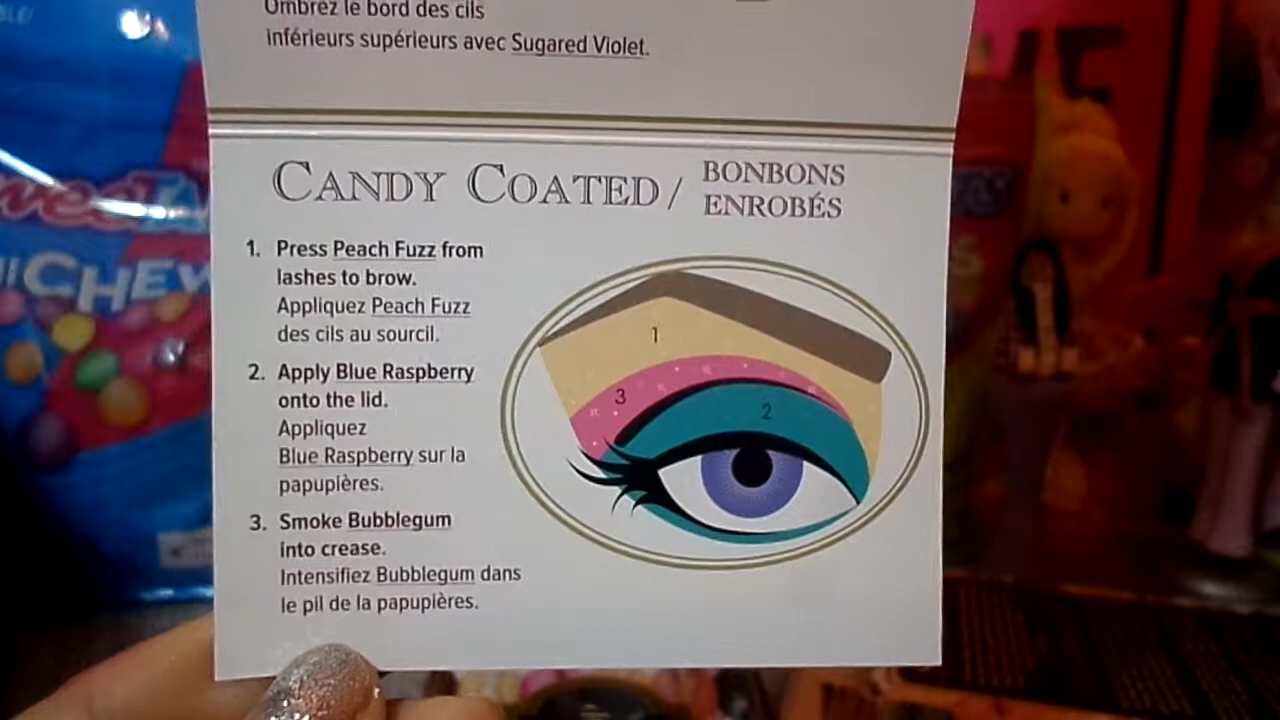 BLE!
Ombrez le bord des cils
inférieurs supérieurs avec Sugared Violet.
CANDY COATED / BONBONS
ENROBÉS
1. Press Peach Fuzz from
lashes to brow.
Appliquez Peach Fuzz
des cils au sourcil.
2. Apply Blue Raspberry
onto the lid.
Appliquez
Blue Raspberry sur la
papupières.
3. Smoke Bubblegum
into crease.
Intensifiez Bubblegum dans
le pil de la papupières.
1
3
2
CHEW